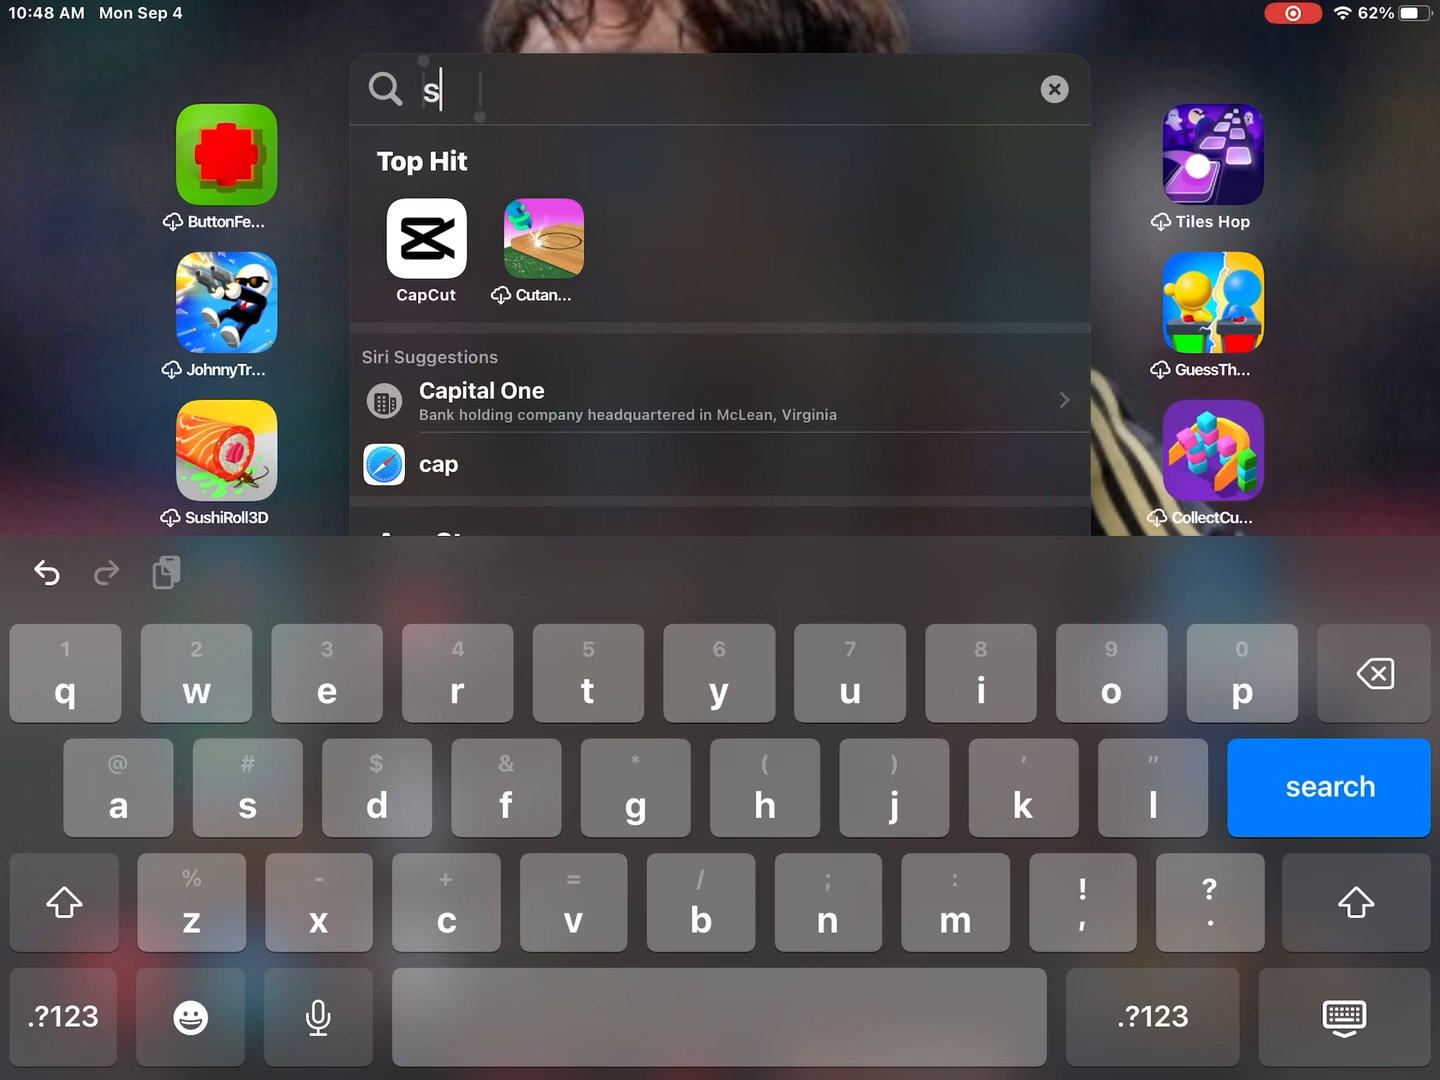 10:48 AM Mon Sep 4
62%
s
Top Hit
CapCut
Cutan...
Siri Suggestions
Capital One
Bank holding company headquartered in McLean, Virginia
cap
ButtonFe...
JohnnyTr...
SushiRoll3D
Tiles Hop
GuessTh...
CollectCu...
1 2 3 4 5 6 7 8 9 0
q w e r t y u i o p
@ # $ & * ( ) ' "
a s d f g h j k l search
% - + = / ; : ! ?
z x c v b n m , .
.?123 .?123